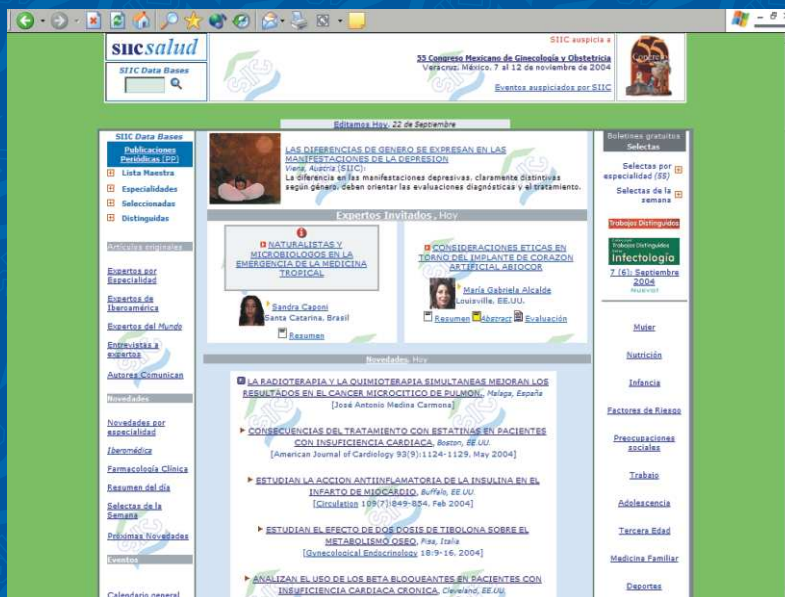 siicsalud
SIIC Data Bases
SIIC auspicia a
55 Congreso Mexicano de Ginecología y Obstetricia
Veracruz, México, 7 al 12 de noviembre de 2004
Eventos auspiciados por SIIC
55
Congreso
Editamos Hoy, 22 de Septiembre
SIIC Data Bases
Publicaciones
Periódicas [PP]
Lista Maestra
Especialidades
Seleccionadas
Distinguidas
Artículos originales
Expertos por
Especialidad
Expertos de
Iberoamérica
Expertos del Mundo
Entrevistas a
expertos
Autores Comunican
Novedades
Novedades por
especialidad
Iberomédica
Farmacología Clínica
Resumen del día
Selectas de la
Semana
Próximas Novedades
Eventos
Calendario general
LAS DIFERENCIAS DE GENERO SE EXPRESAN EN LAS
MANIFESTACIONES DE LA DEPRESION
Viena, Austria (SIIC):
La diferencia en las manifestaciones depresivas, claramente distintivas
según género, deben orientar las evaluaciones diagnósticas y el tratamiento.
Expertos Invitados, Hoy
NATURALISTAS Y
MICROBIOLOGOS EN LA
EMERGENCIA DE LA MEDICINA
TROPICAL
Sandra Caponi
Santa Catarina, Brasil
Resumen
CONSIDERACIONES ETICAS EN
TORNO DEL IMPLANTE DE CORAZON
ARTIFICIAL ABIOCOR
María Gabriela Alcalde
Louisville, EE.UU.
Resumen Abstract Evaluación
Novedades, Hoy
LA RADIOTERAPIA Y LA QUIMIOTERAPIA SIMULTANEAS MEJORAN LOS
RESULTADOS EN EL CANCER MICROCITICO DE PULMON., Malaga, España
[José Antonio Medina Carmona]
CONSECUENCIAS DEL TRATAMIENTO CON ESTATINAS EN PACIENTES
CON INSUFICIENCIA CARDIACA, Boston, EE.UU.
[American Journal of Cardiology 93(9):1124-1129, May 2004]
ESTUDIAN LA ACCION ANTIINFLAMATORIA DE LA INSULINA EN EL
INFARTO DE MIOCARDIO, Buffalo, EE.UU.
[Circulation 109(7):849-854, Feb 2004]
ESTUDIAN EL EFECTO DE DOS DOSIS DE TIBOLONA SOBRE EL
METABOLISMO OSEO, Pisa, Italia
[Gynecological Endocrinology 18:9-16, 2004]
ANALIZAN EL USO DE LOS BETA BLOQUEANTES EN PACIENTES CON
INSUFICIENCIA CARDIACA CRONICA, Cleveland, EE.UU.
Boletines gratuitos
Selectas
Selectas por
especialidad (55)
Selectas de la
semana
Trabajos Distinguidos
Trabajos Distinguidos
Infectología
7 (6): Septiembre
2004
NUEVO!
Mujer
Nutrición
Infancia
Factores de Riesgo
Preocupaciones
sociales
Trabajo
Adolescencia
Tercera Edad
Medicina Familiar
Deportes